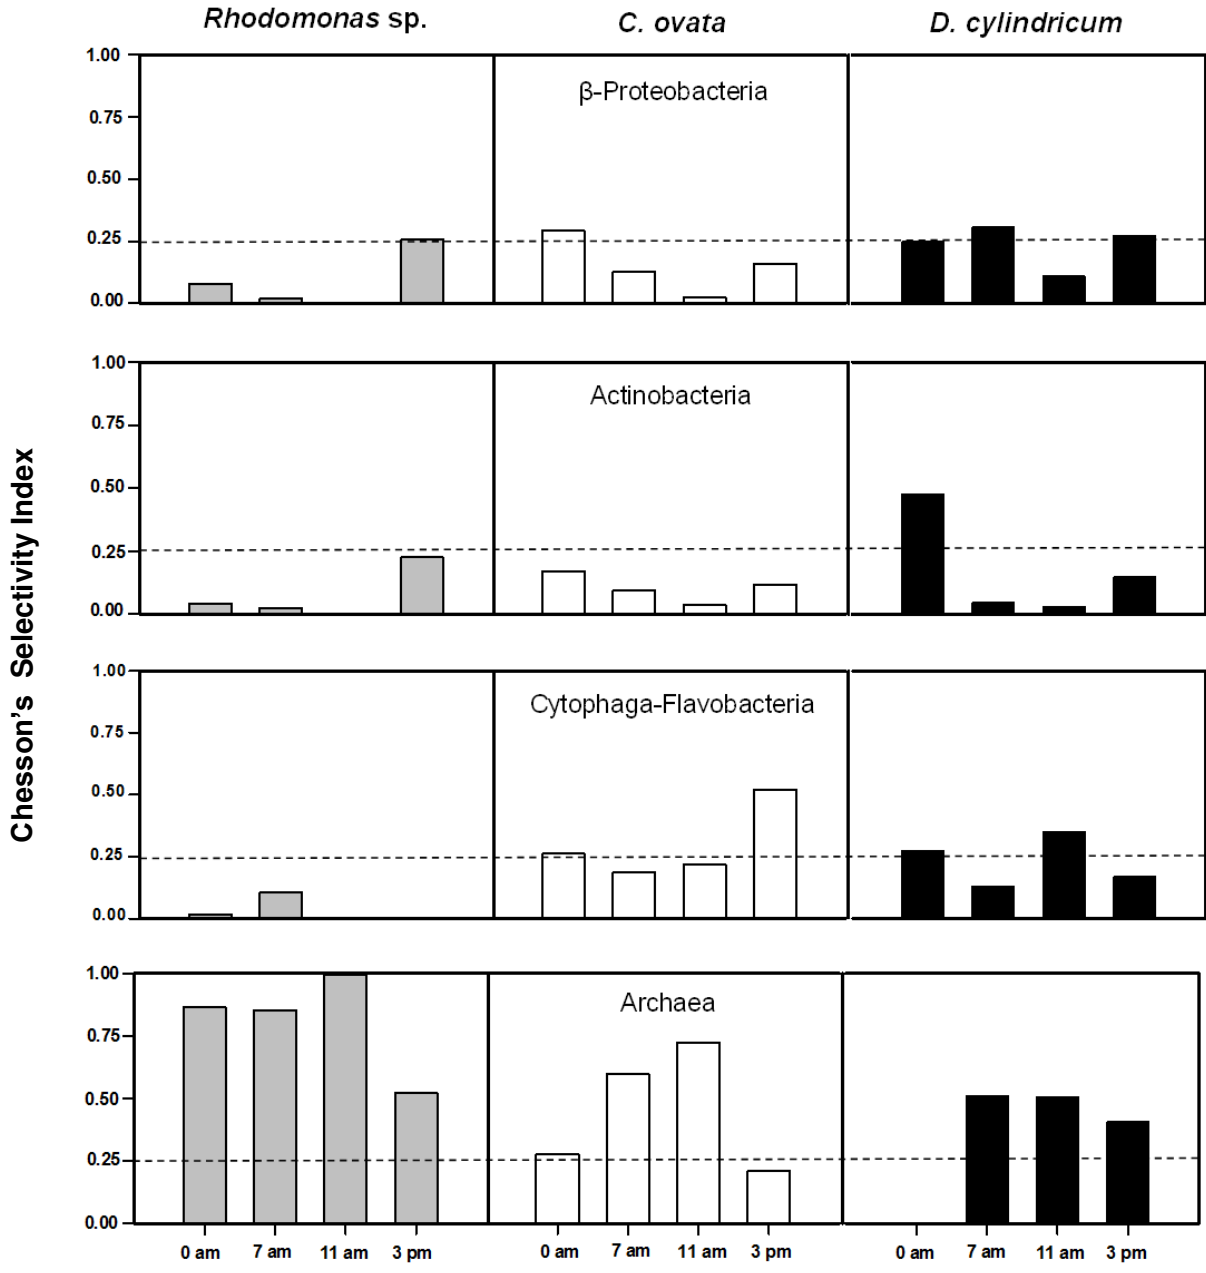 Rhodomonas sp. C. ovata D. cylindricum
Chesson's Selectivity Index
β-Proteobacteria
1.00
0.75
0.50
0.25
0.00
Actinobacteria
1.00
0.75
0.50
0.25
0.00
Cytophaga-Flavobacteria
1.00
0.75
0.50
0.25
0.00
Archaea
1.00
0.75
0.50
0.25
0.00
0 am 7 am 11 am 3 pm 0 am 7 am 11 am 3 pm 0 am 7 am 11 am 3 pm